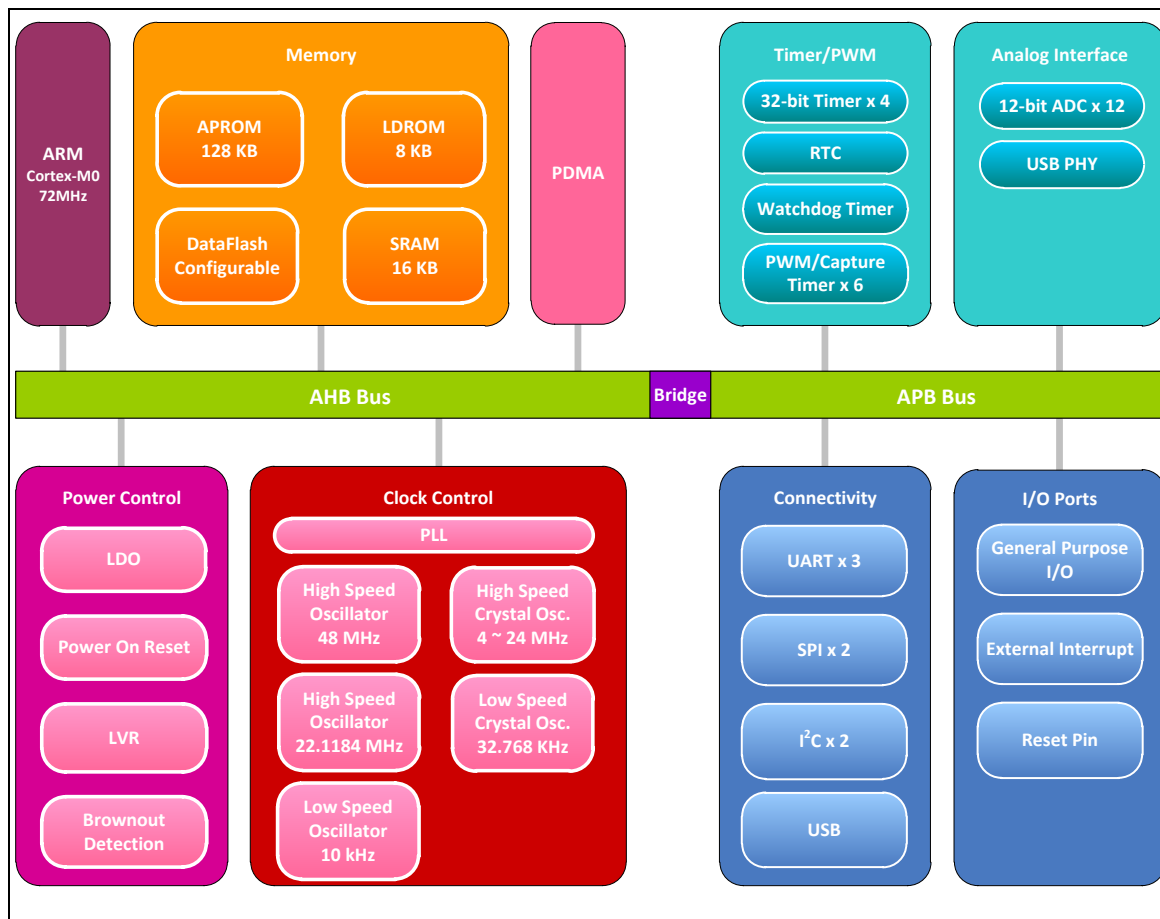 ARM
Cortex-M0
72MHz
Memory
APROM
128 KB
LDROM
8 KB
DataFlash
Configurable
SRAM
16 KB
PDMA
Timer/PWM
32-bit Timer x 4
RTC
Watchdog Timer
PWM/Capture
Timer x 6
Analog Interface
12-bit ADC x 12
USB PHY
AHB Bus
Bridge
APB Bus
Power Control
LDO
Power On Reset
LVR
Brownout
Detection
Clock Control
PLL
High Speed
Oscillator
48 MHz
High Speed
Crystal Osc.
4 ~ 24 MHz
High Speed
Oscillator
22.1184 MHz
Low Speed
Crystal Osc.
32.768 KHz
Low Speed
Oscillator
10 kHz
Connectivity
UART x 3
SPI x 2
I²C x 2
USB
I/O Ports
General Purpose
I/O
External Interrupt
Reset Pin